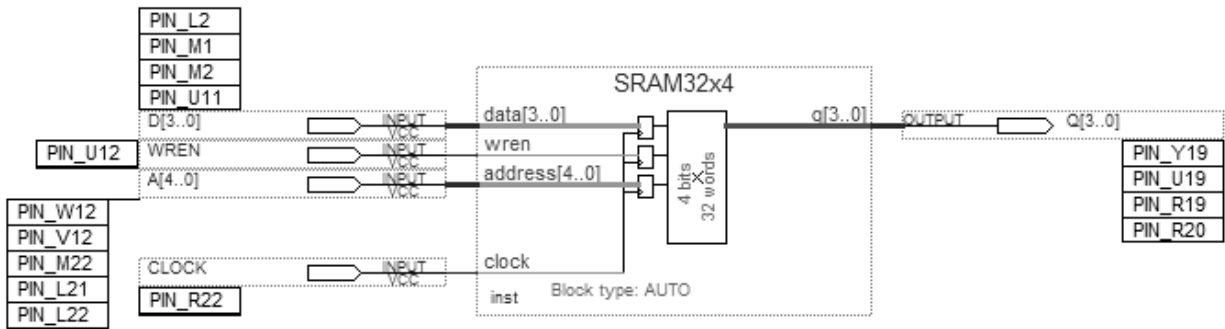 PIN_L2
PIN_M1
PIN_M2
PIN_U11
SRAM32x4
D[3..0] INPUT VCC data[3..0] q[3..0] OUTPUT Q[3..0]
PIN_U12 WREN INPUT VCC wren
A[4..0] INPUT VCC address[4..0]
4 bits
X
32 words
PIN_Y19
PIN_U19
PIN_R19
PIN_R20
PIN_W12
PIN_V12
PIN_M22
PIN_L21
PIN_L22
CLOCK INPUT VCC clock
PIN_R22
inst Block type: AUTO